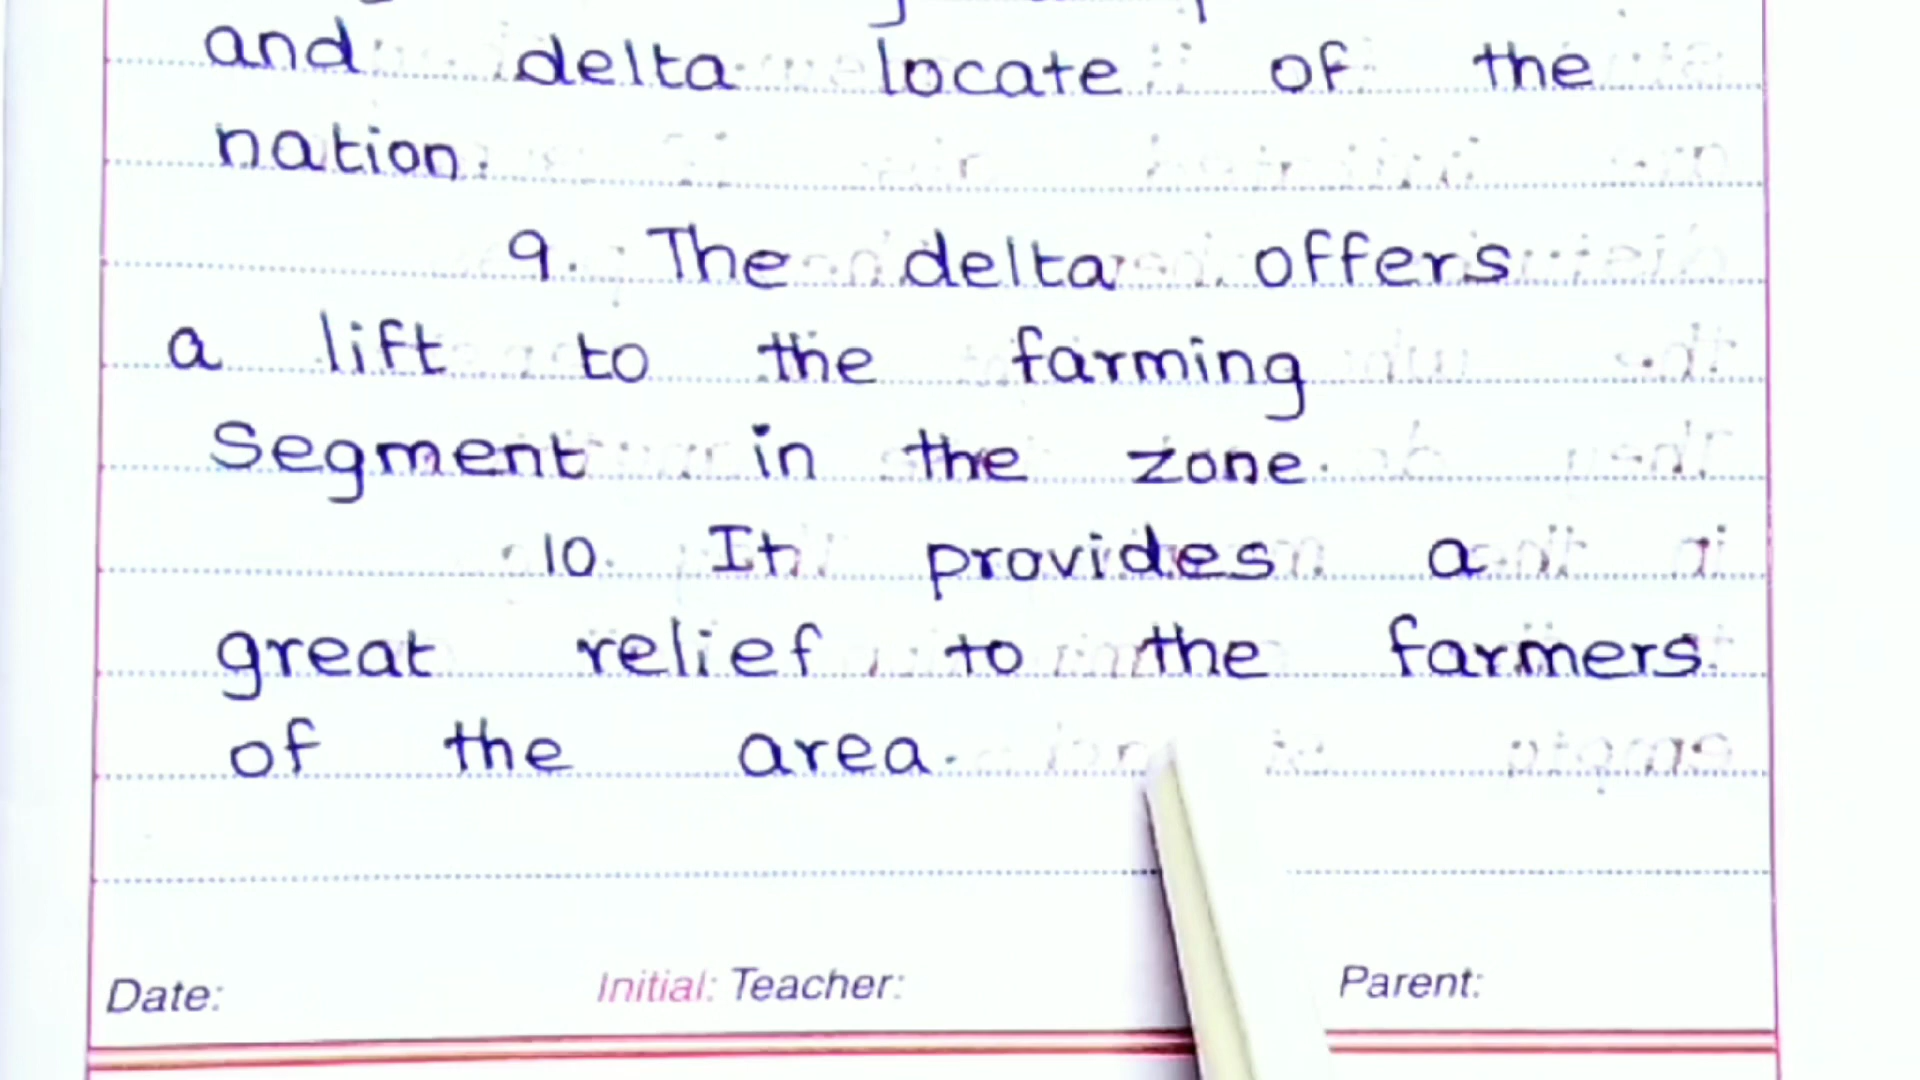 and delta locate of the
nation.
9. The delta offers
a lift to the farming
Segment in the zone.
10. It provides a
great relief to the farmers
of the area.
Date: Initial: Teacher: Parent: